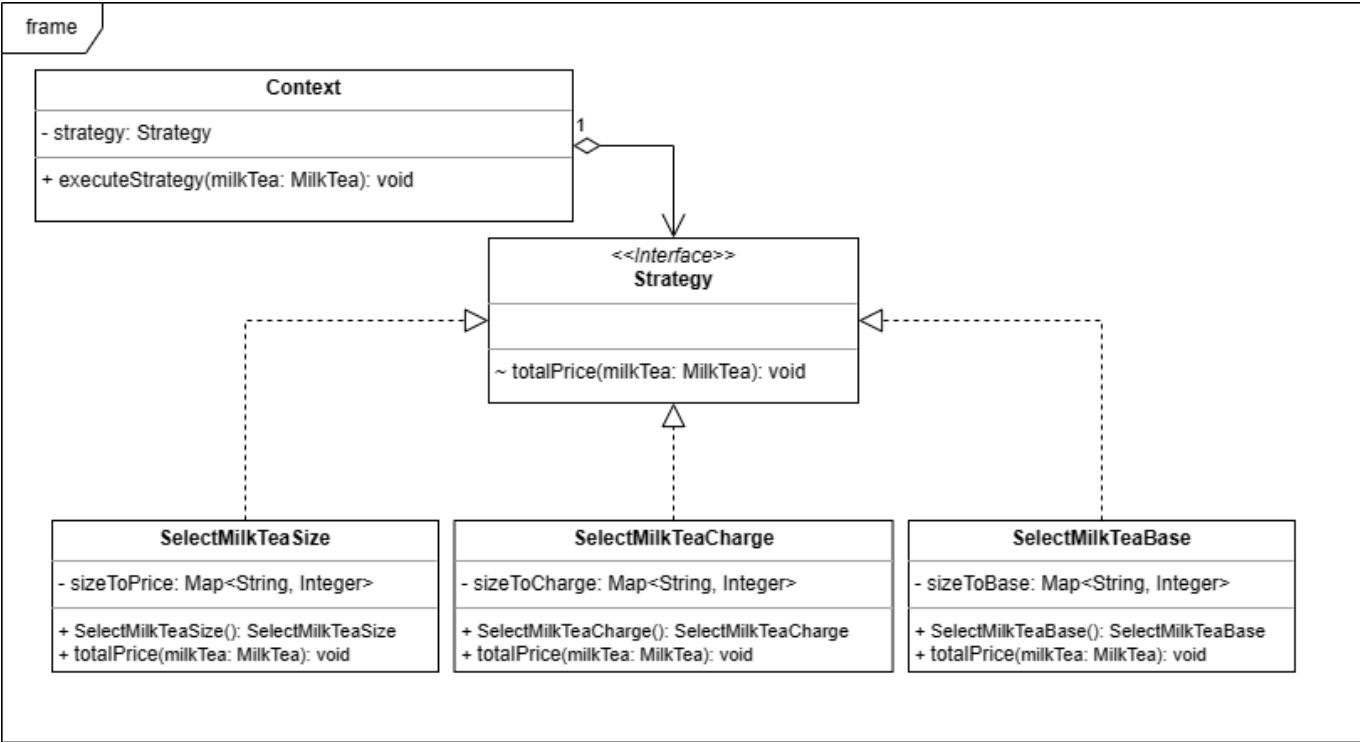 frame
Context
- strategy: Strategy
1
+ executeStrategy(milkTea: MilkTea): void
<<Interface>>
Strategy
~ totalPrice(milkTea: MilkTea): void
SelectMilkTeaSize
- sizeToPrice: Map<String, Integer>
+ SelectMilkTeaSize(): SelectMilkTeaSize
+ totalPrice(milkTea: MilkTea): void
SelectMilkTeaCharge
- sizeToCharge: Map<String, Integer>
+ SelectMilkTeaCharge(): SelectMilkTeaCharge
+ totalPrice(milkTea: MilkTea): void
SelectMilkTeaBase
- sizeToBase: Map<String, Integer>
+ SelectMilkTeaBase(): SelectMilkTeaBase
+ totalPrice(milkTea: MilkTea): void